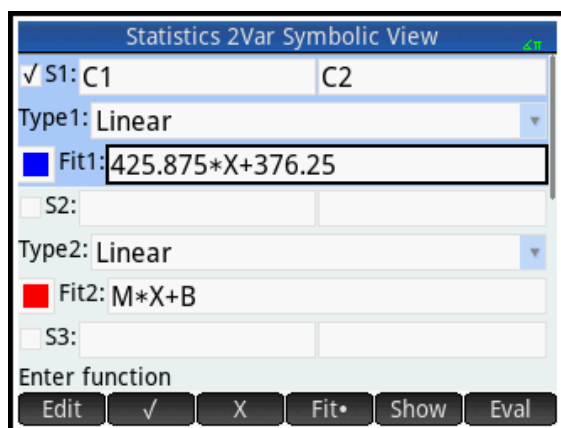 Statistics 2Var Symbolic View ∡π
√ S1: C1 C2
Type1: Linear
Fit1: 425.875*X+376.25
S2:
Type2: Linear
Fit2: M*X+B
S3:
Enter function
Edit √ X Fit• Show Eval